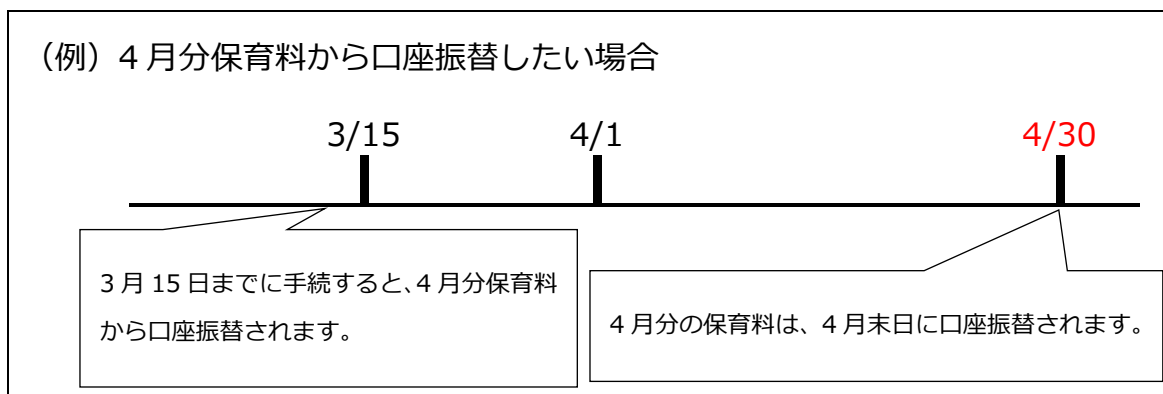 （例）４月分保育料から口座振替したい場合
3/15 4/1 4/30
3 月 15 日までに手続すると、4 月分保育料
から口座振替されます。
4 月分の保育料は、4 月末日に口座振替されます。